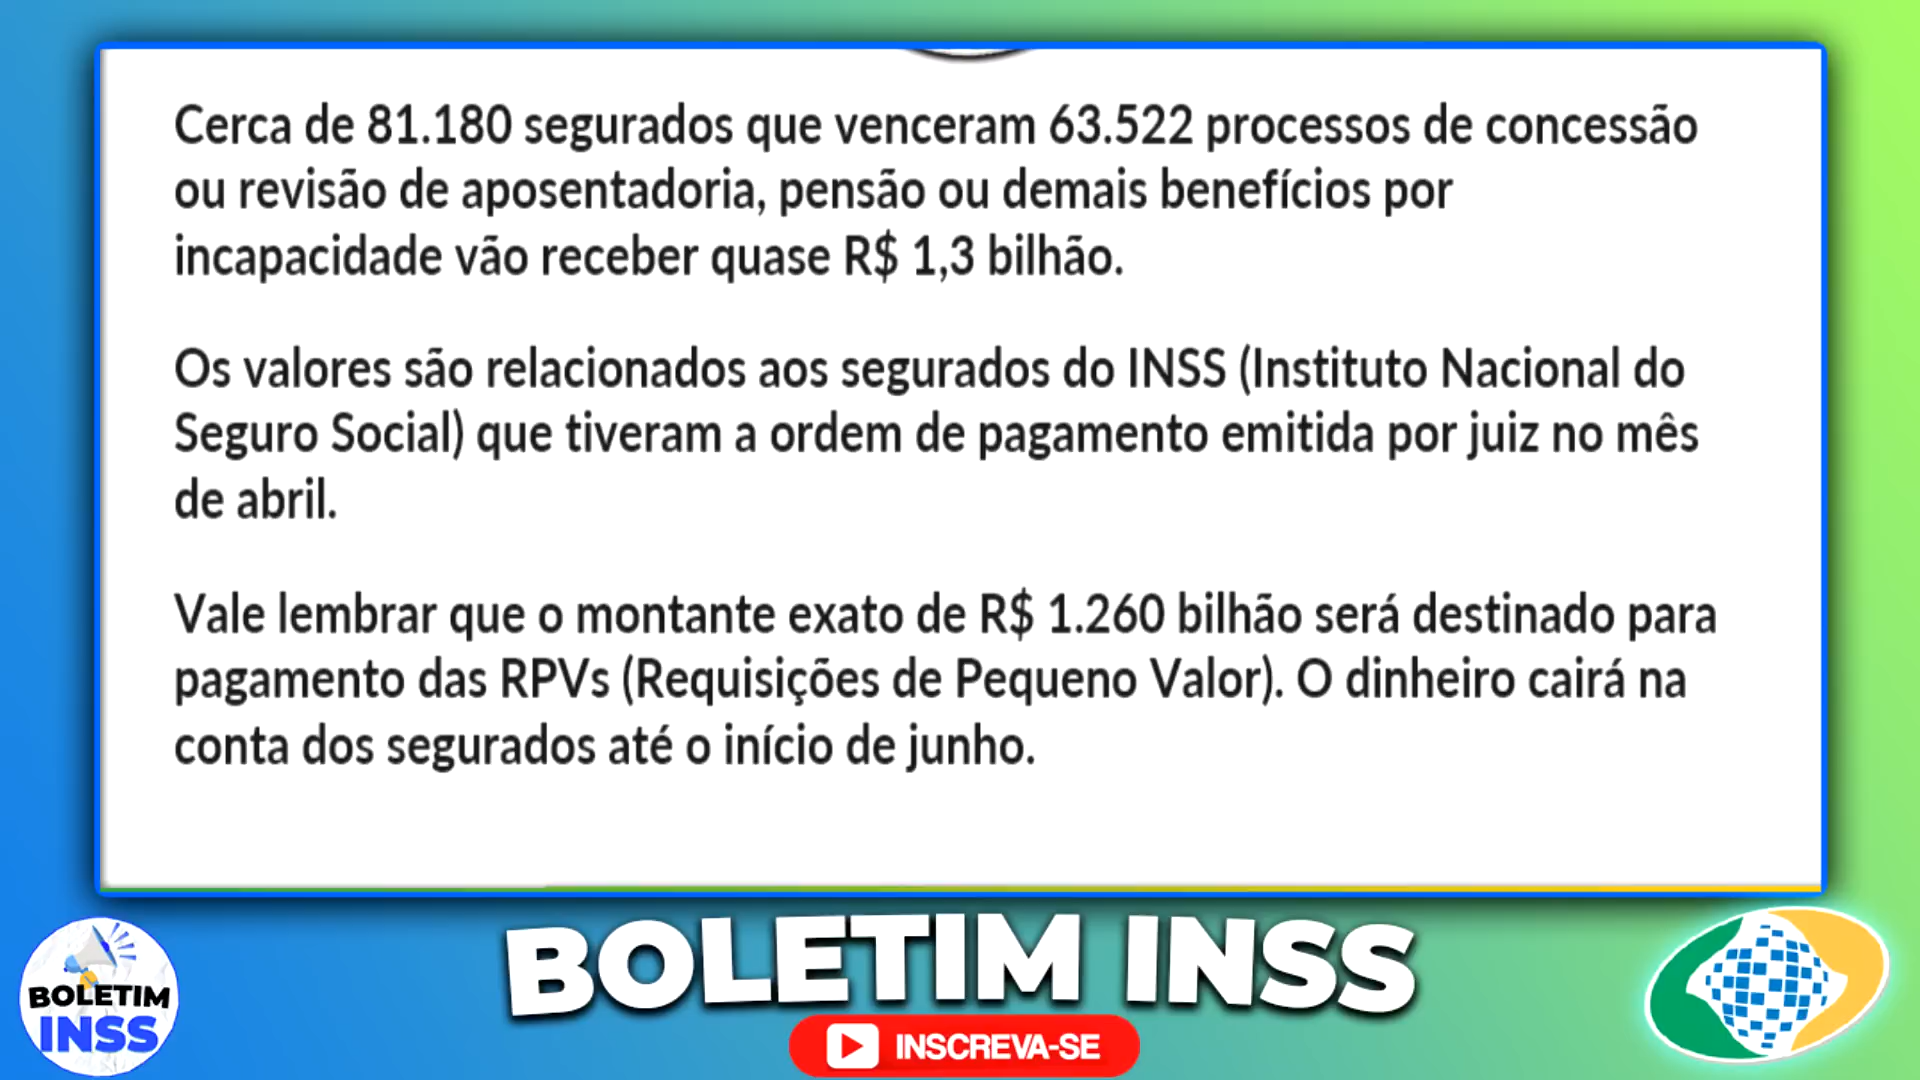 Cerca de 81.180 segurados que venceram 63.522 processos de concessão
ou revisão de aposentadoria, pensão ou demais benefícios por
incapacidade vão receber quase R$ 1,3 bilhão.
Os valores são relacionados aos segurados do INSS (Instituto Nacional do
Seguro Social) que tiveram a ordem de pagamento emitida por juiz no mês
de abril.
Vale lembrar que o montante exato de R$ 1.260 bilhão será destinado para
pagamento das RPVs (Requisições de Pequeno Valor). O dinheiro cairá na
conta dos segurados até o início de junho.
BOLETIM INSS
BOLETIM
INSS
INSCREVA-SE